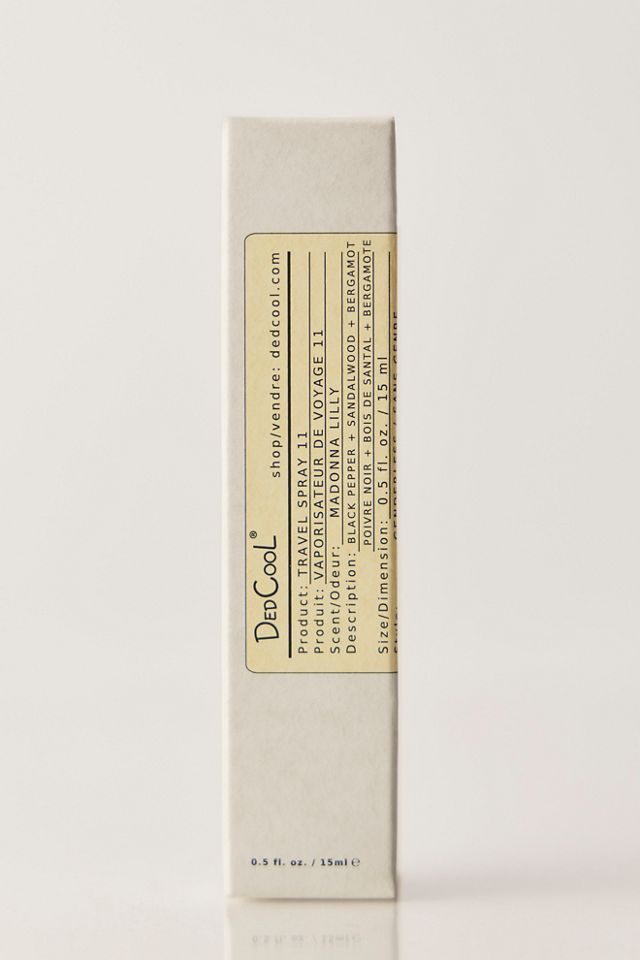 DEDCOOL®
shop/vendre: dedcool.com
Product: TRAVEL SPRAY 11
Produit: VAPORISATEUR DE VOYAGE 11
Scent/Odeur: MADONNA LILLY
Description: BLACK PEPPER + SANDALWOOD + BERGAMOT
POIVRE NOIR + BOIS DE SANTAL + BERGAMOTE
Size/Dimension: 0.5 fl. oz. / 15 ml
0.5 fl. oz. / 15ml ℮